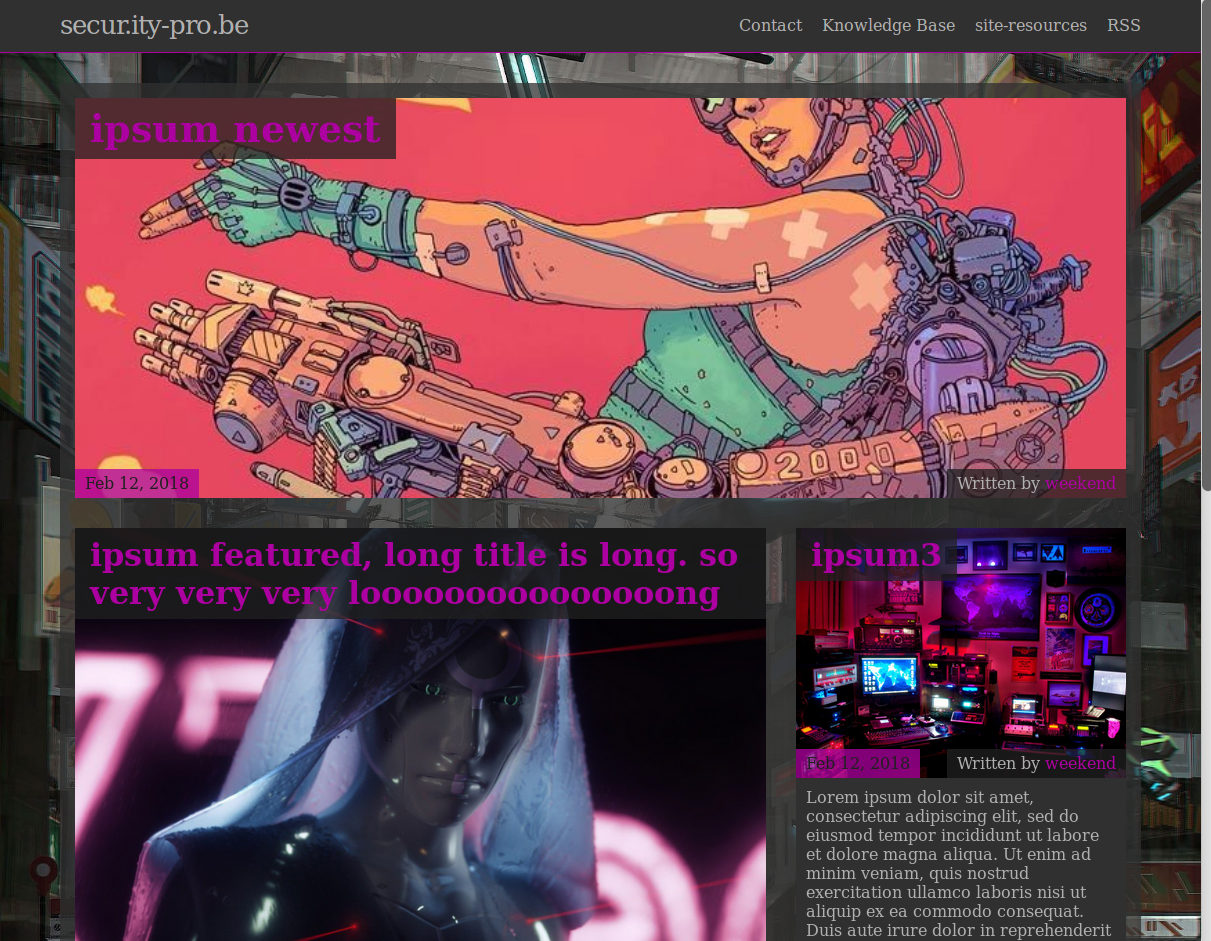 secur.ity-pro.be
Contact Knowledge Base site-resources RSS
ipsum newest
2001
Feb 12, 2018
Written by weekend
ipsum featured, long title is long. so
very very very looooooooooooooong
ipsum3
Feb 12, 2018
Written by weekend
Lorem ipsum dolor sit amet,
consectetur adipiscing elit, sed do
eiusmod tempor incididunt ut labore
et dolore magna aliqua. Ut enim ad
minim veniam, quis nostrud
exercitation ullamco laboris nisi ut
aliquip ex ea commodo consequat.
Duis aute irure dolor in reprehenderit